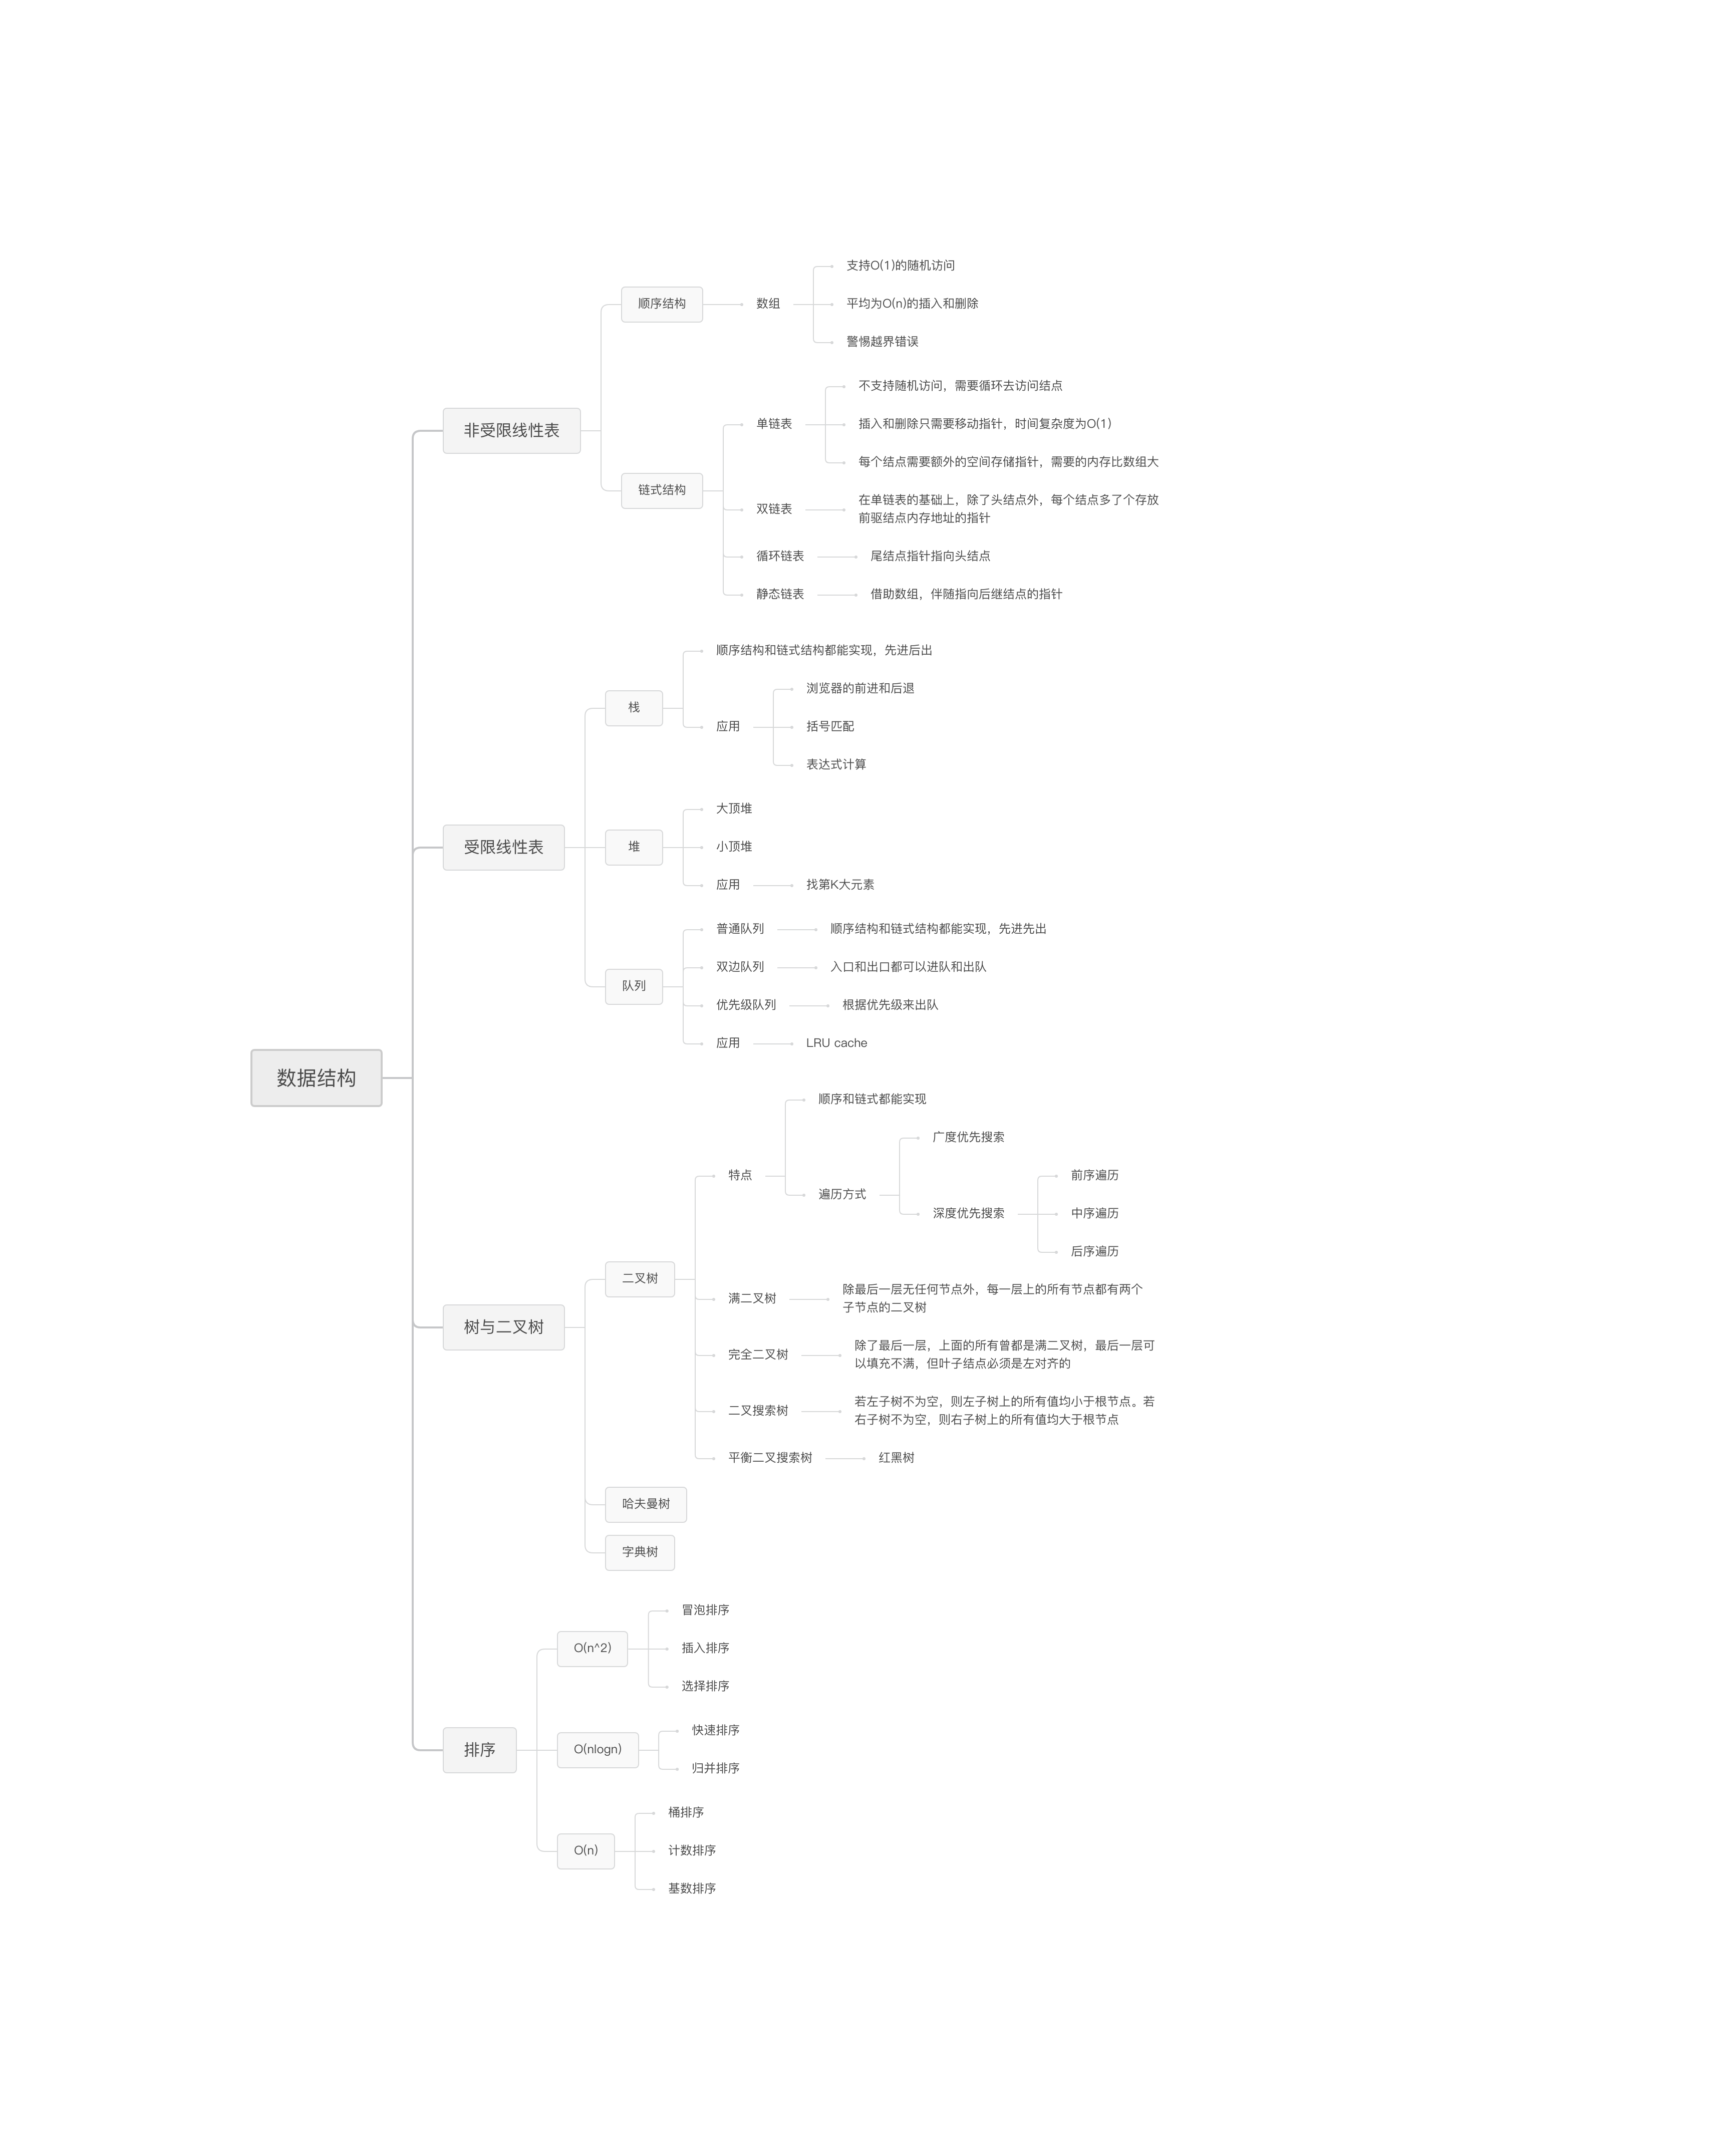 数据结构
非受限线性表
顺序结构
数组
支持O(1)的随机访问
平均为O(n)的插入和删除
警惕越界错误
链式结构
单链表
不支持随机访问，需要循环去访问结点
插入和删除只需要移动指针，时间复杂度为O(1)
每个结点需要额外的空间存储指针，需要的内存比数组大
双链表
在单链表的基础上，除了头结点外，每个结点多了个存放
前驱结点内存地址的指针
循环链表
尾结点指针指向头结点
静态链表
借助数组，伴随指向后继结点的指针
受限线性表
栈
顺序结构和链式结构都能实现，先进后出
应用
浏览器的前进和后退
括号匹配
表达式计算
堆
大顶堆
小顶堆
应用
找第K大元素
队列
普通队列
顺序结构和链式结构都能实现，先进先出
双边队列
入口和出口都可以进队和出队
优先级队列
根据优先级来出队
应用
LRU cache
树与二叉树
二叉树
特点
顺序和链式都能实现
遍历方式
广度优先搜索
深度优先搜索
前序遍历
中序遍历
后序遍历
满二叉树
除最后一层无任何节点外，每一层上的所有节点都有两个
子节点的二叉树
完全二叉树
除了最后一层，上面的所有曾都是满二叉树，最后一层可
以填充不满，但叶子结点必须是左对齐的
二叉搜索树
若左子树不为空，则左子树上的所有值均小于根节点。若
右子树不为空，则右子树上的所有值均大于根节点
平衡二叉搜索树
红黑树
哈夫曼树
字典树
排序
O(n^2)
冒泡排序
插入排序
选择排序
O(nlogn)
快速排序
归并排序
O(n)
桶排序
计数排序
基数排序